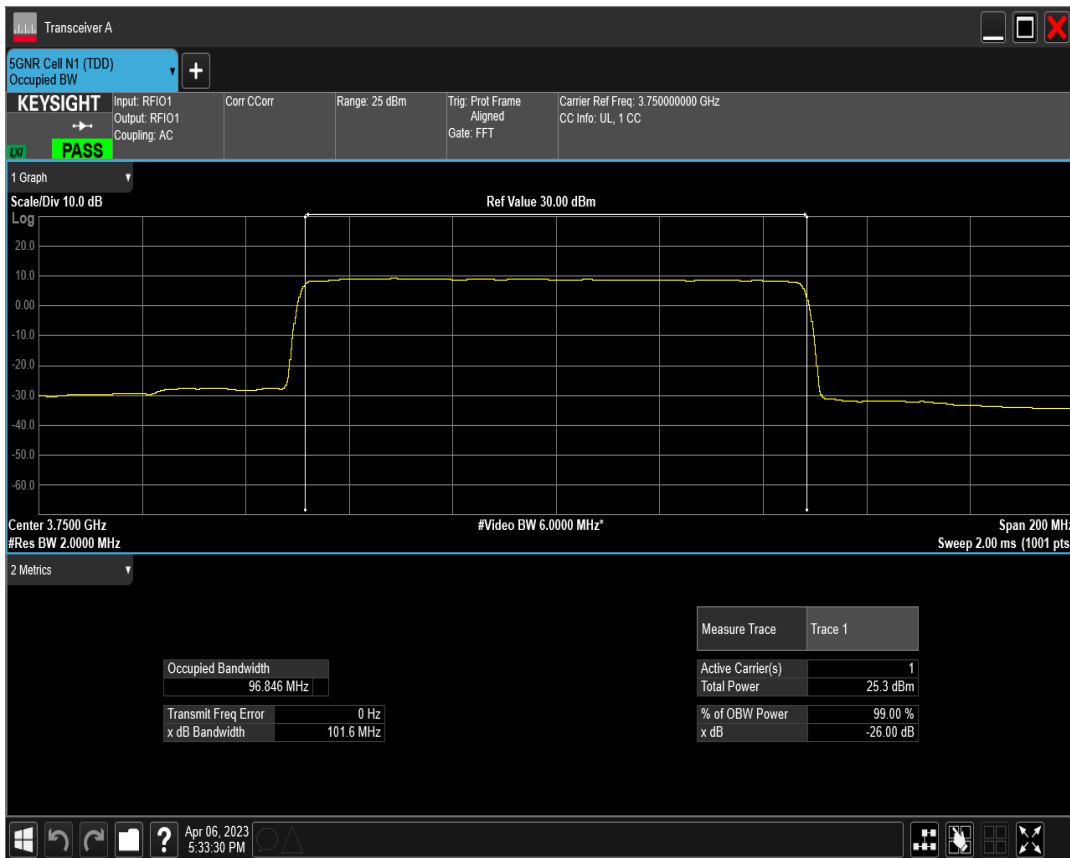 Transceiver A
5GNR Cell N1 (TDD)
Occupied BW
+
KEYSIGHT
LXI
PASS
Input: RFIO1
Output: RFIO1
Coupling: AC
Corr CCorr
Range: 25 dBm
Trig: Prot Frame
Aligned
Gate: FFT
Carrier Ref Freq: 3.750000000 GHz
CC Info: UL, 1 CC
1 Graph
Scale/Div 10.0 dB
Ref Value 30.00 dBm
Log
20.0
10.0
0.00
-10.0
-20.0
-30.0
-40.0
-50.0
-60.0
Center 3.7500 GHz
#Video BW 6.0000 MHz*
Span 200 MHz
#Res BW 2.0000 MHz
Sweep 2.00 ms (1001 pts
2 Metrics
Measure Trace Trace 1
Occupied Bandwidth
96.846 MHz
Active Carrier(s) 1
Total Power 25.3 dBm
Transmit Freq Error 0 Hz
x dB Bandwidth 101.6 MHz
% of OBW Power 99.00 %
x dB -26.00 dB
?
Apr 06, 2023
5:33:30 PM